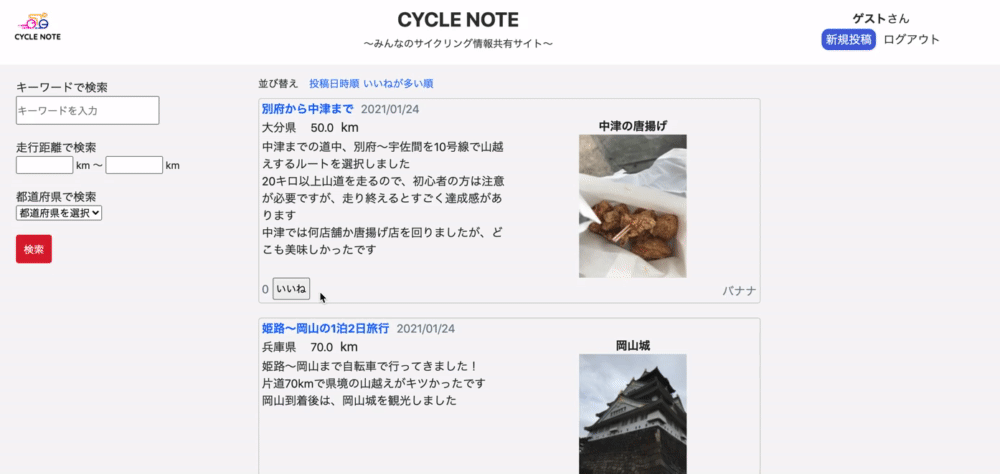 CYCLE NOTE
CYCLE NOTE
〜みんなのサイクリング情報共有サイト〜
ゲストさん
新規投稿 ログアウト
キーワードで検索
キーワードを入力
走行距離で検索
km 〜 km
都道府県で検索
都道府県を選択
検索
並び替え 投稿日時順 いいねが多い順
別府から中津まで 2021/01/24
大分県 50.0 km
中津までの道中、別府〜宇佐間を10号線で山越
えするルートを選択しました
20キロ以上山道を走るので、初心者の方は注意
が必要ですが、走り終えるとすごく達成感があ
ります
中津では何店舗か唐揚げ店を回りましたが、ど
こも美味しかったです
中津の唐揚げ
0 いいね
バナナ
姫路〜岡山の1泊2日旅行 2021/01/24
兵庫県 70.0 km
姫路〜岡山まで自転車で行ってきました！
片道70kmで県境の山越えがキツかったです
岡山到着後は、岡山城を観光しました
岡山城